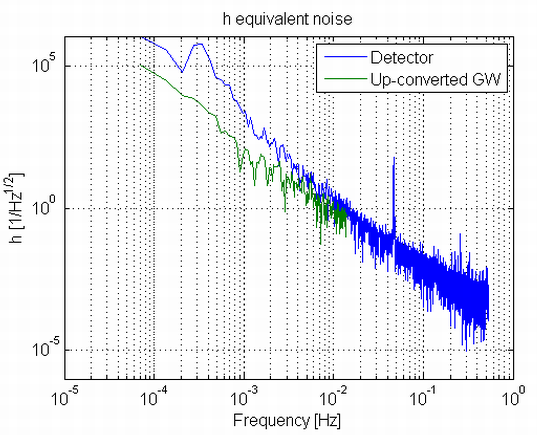 h equivalent noise
Detector
Up-converted GW
10^5
10^0
10^-5
h [1/Hz^1/2]
10^-5 10^-4 10^-3 10^-2 10^-1 10^0
Frequency [Hz]